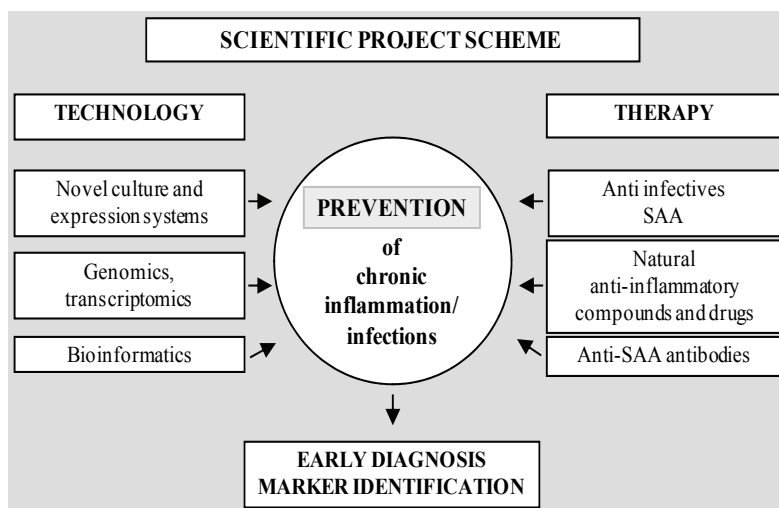 SCIENTIFIC PROJECT SCHEME
TECHNOLOGY
Novel culture and
expression systems
Genomics,
transcriptomics
Bioinformatics
PREVENTION
of
chronic
inflammation/
infections
THERAPY
Anti infectives
SAA
Natural
anti-inflammatory
compounds and drugs
Anti-SAA antibodies
EARLY DIAGNOSIS
MARKER IDENTIFICATION